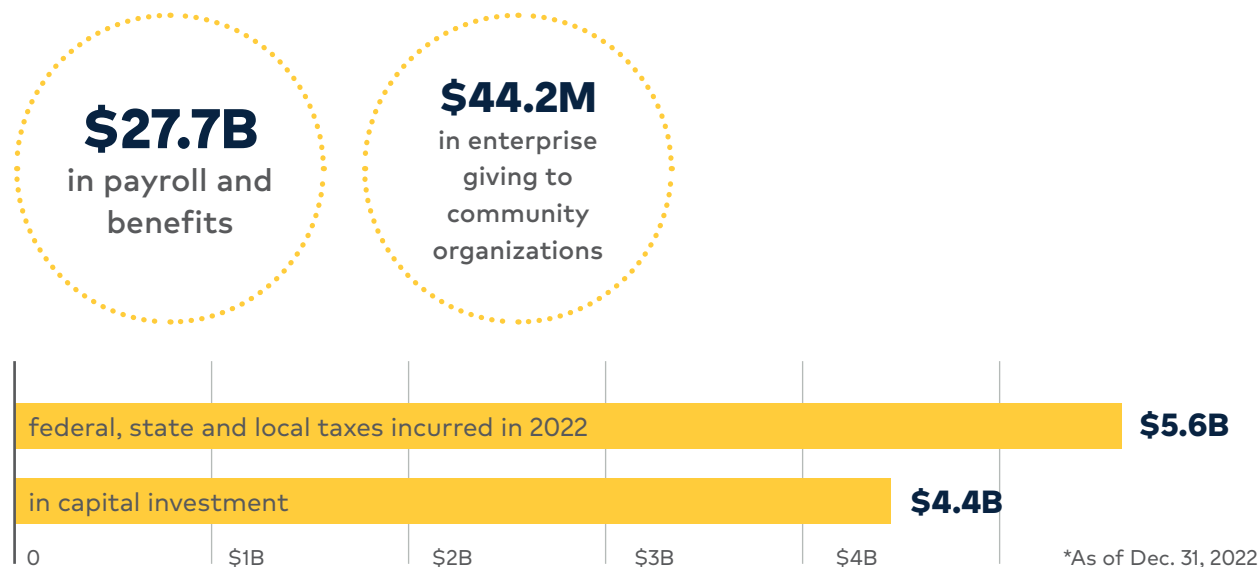 $27.7B
in payroll and
benefits
$44.2M
in enterprise
giving to
community
organizations
federal, state and local taxes incurred in 2022
$5.6B
in capital investment
$4.4B
0 $1B $2B $3B $4B
*As of Dec. 31, 2022